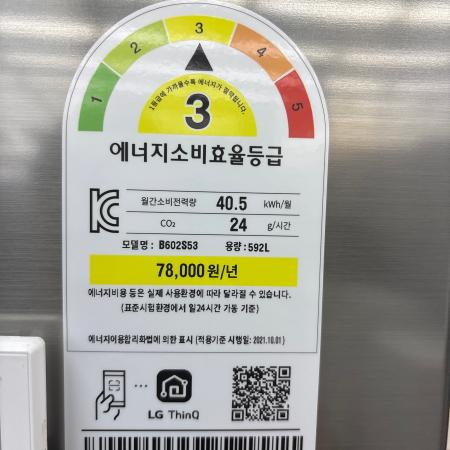 1 2 3 4 5
1등급에 가까울수록 에너지가 절약됩니다.
3
에너지소비효율등급
월간소비전력량 40.5 kWh/월
CO₂ 24 g/시간
모델명 : B602S53 용량 : 592L
78,000원/년
에너지비용 등은 실제 사용환경에 따라 달라질 수 있습니다.
(표준시험환경에서 일24시간 가동 기준)
에너지이용합리화법에 의한 표시 (적용기준 시행일: 2021.10.01)
LG ThinQ